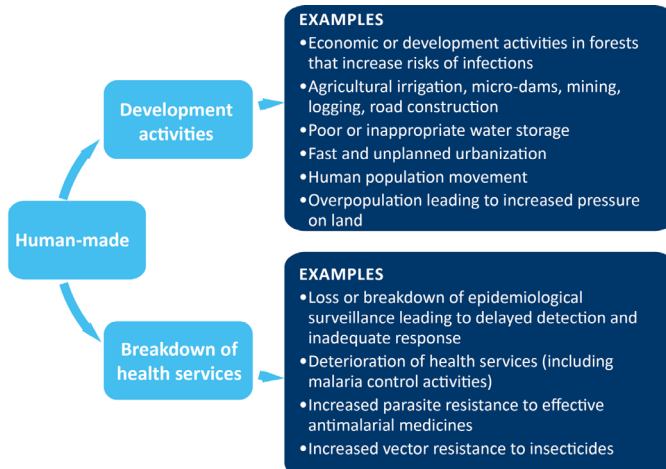 Human-made
Development
activities
EXAMPLES
•Economic or development activities in forests
that increase risks of infections
•Agricultural irrigation, micro-dams, mining,
logging, road construction
•Poor or inappropriate water storage
•Fast and unplanned urbanization
•Human population movement
•Overpopulation leading to increased pressure
on land
Breakdown of
health services
EXAMPLES
•Loss or breakdown of epidemiological
surveillance leading to delayed detection and
inadequate response
•Deterioration of health services (including
malaria control activities)
•Increased parasite resistance to effective
antimalarial medicines
•Increased vector resistance to insecticides